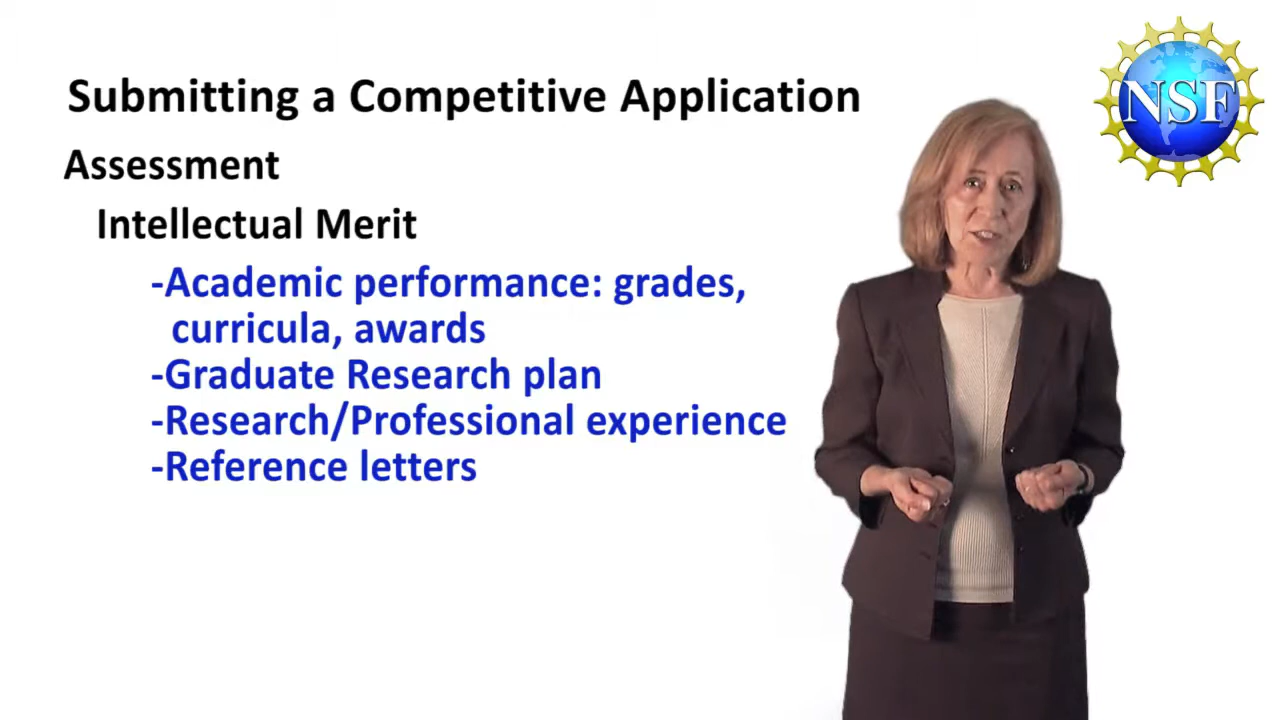 NSF
Submitting a Competitive Application
Assessment
Intellectual Merit
-Academic performance: grades,
curricula, awards
-Graduate Research plan
-Research/Professional experience
-Reference letters